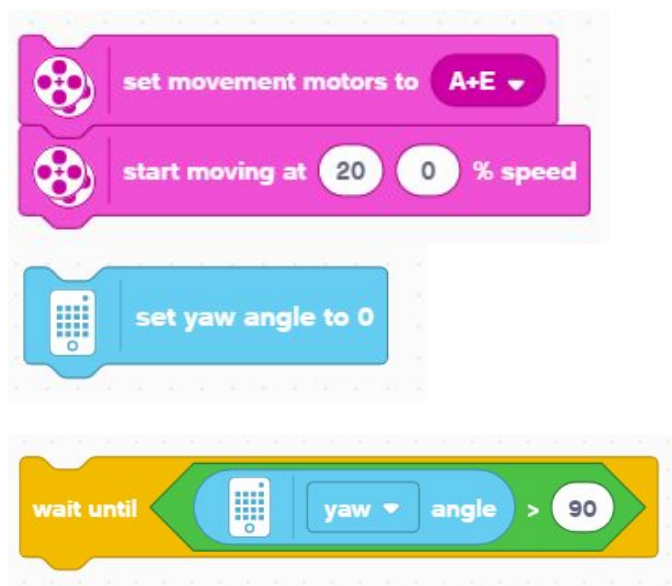 set movement motors to A+E
start moving at 20 0 % speed
set yaw angle to 0
wait until yaw angle > 90